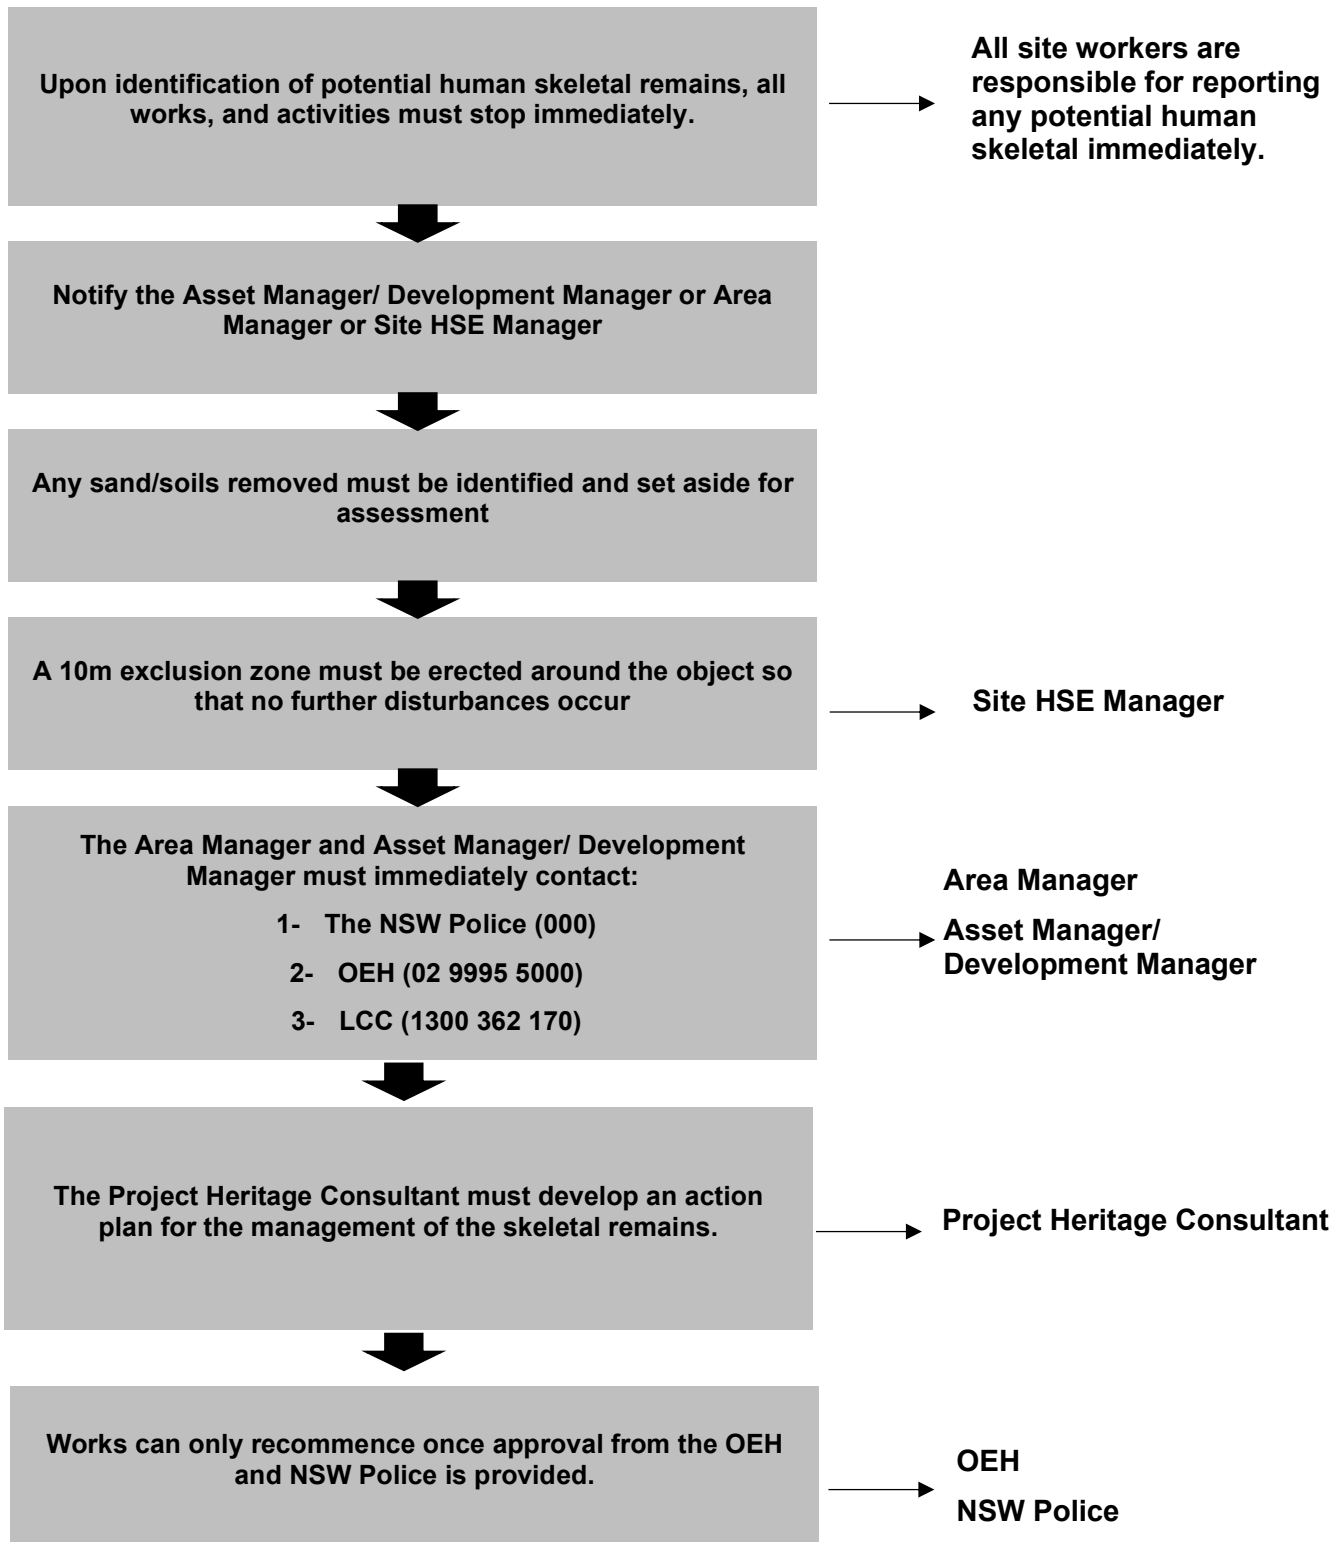 Upon identification of potential human skeletal remains, all
works, and activities must stop immediately.
All site workers are
responsible for reporting
any potential human
skeletal immediately.
Notify the Asset Manager/ Development Manager or Area
Manager or Site HSE Manager
Any sand/soils removed must be identified and set aside for
assessment
A 10m exclusion zone must be erected around the object so
that no further disturbances occur
Site HSE Manager
The Area Manager and Asset Manager/ Development
Manager must immediately contact:
1- The NSW Police (000)
2- OEH (02 9995 5000)
3- LCC (1300 362 170)
Area Manager
Asset Manager/
Development Manager
The Project Heritage Consultant must develop an action
plan for the management of the skeletal remains.
Project Heritage Consultant
Works can only recommence once approval from the OEH
and NSW Police is provided.
OEH
NSW Police